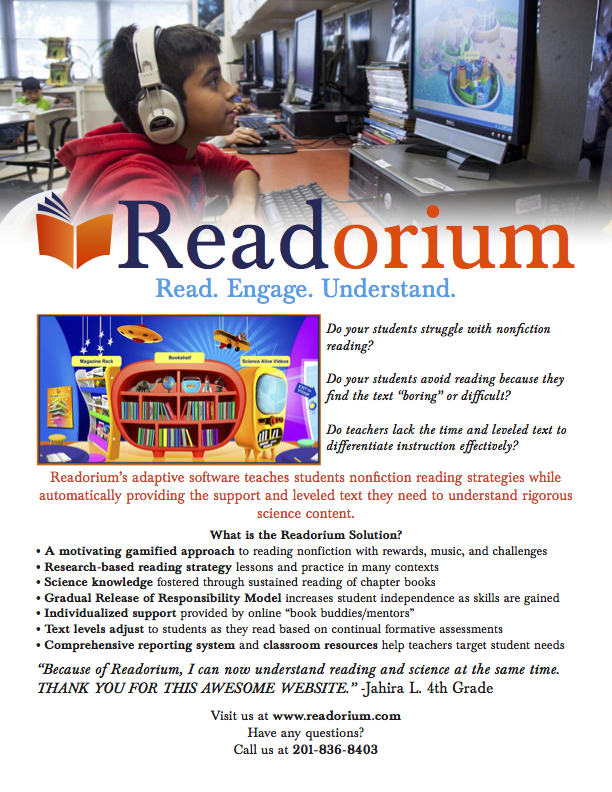 DELL
Readorium
Read. Engage. Understand.
Magazine Rack
Bookshelf
Science Alive Videos
Do your students struggle with nonfiction
reading?
Do your students avoid reading because they
find the text “boring” or difficult?
Do teachers lack the time and leveled text to
differentiate instruction effectively?
Readorium’s adaptive software teaches students nonfiction reading strategies while
automatically providing the support and leveled text they need to understand rigorous
science content.
What is the Readorium Solution?
• A motivating gamified approach to reading nonfiction with rewards, music, and challenges
• Research-based reading strategy lessons and practice in many contexts
• Science knowledge fostered through sustained reading of chapter books
• Gradual Release of Responsibility Model increases student independence as skills are gained
• Individualized support provided by online “book buddies/mentors”
• Text levels adjust to students as they read based on continual formative assessments
• Comprehensive reporting system and classroom resources help teachers target student needs
“Because of Readorium, I can now understand reading and science at the same time.
THANK YOU FOR THIS AWESOME WEBSITE.” -Jahira L. 4th Grade
Visit us at www.readorium.com
Have any questions?
Call us at 201-836-8403